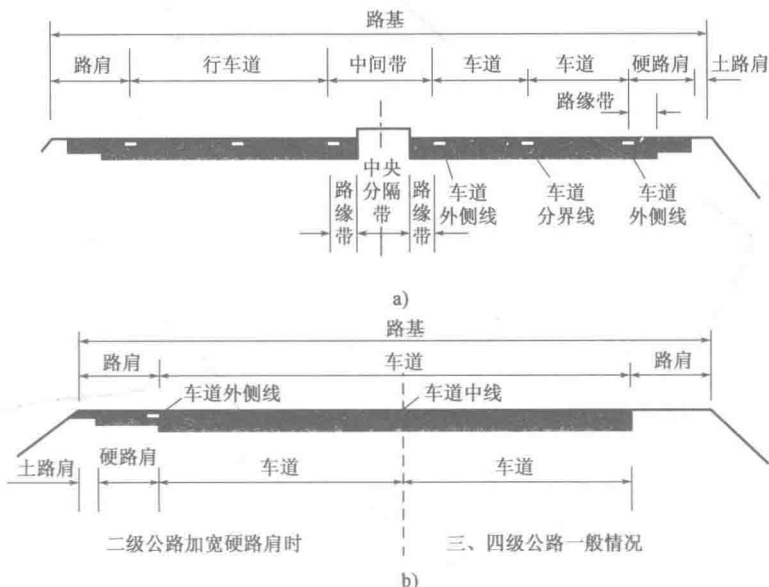 路基
路肩
行车道
中间带
车道
车道
硬路肩
土路肩
路缘带
路缘带
中央分隔带
路缘带
车道外侧线
车道分界线
车道外侧线
a)
路基
路肩
车道
路肩
车道外侧线
车道中线
土路肩
硬路肩
车道
车道
二级公路加宽硬路肩时
三、四级公路一般情况
b)